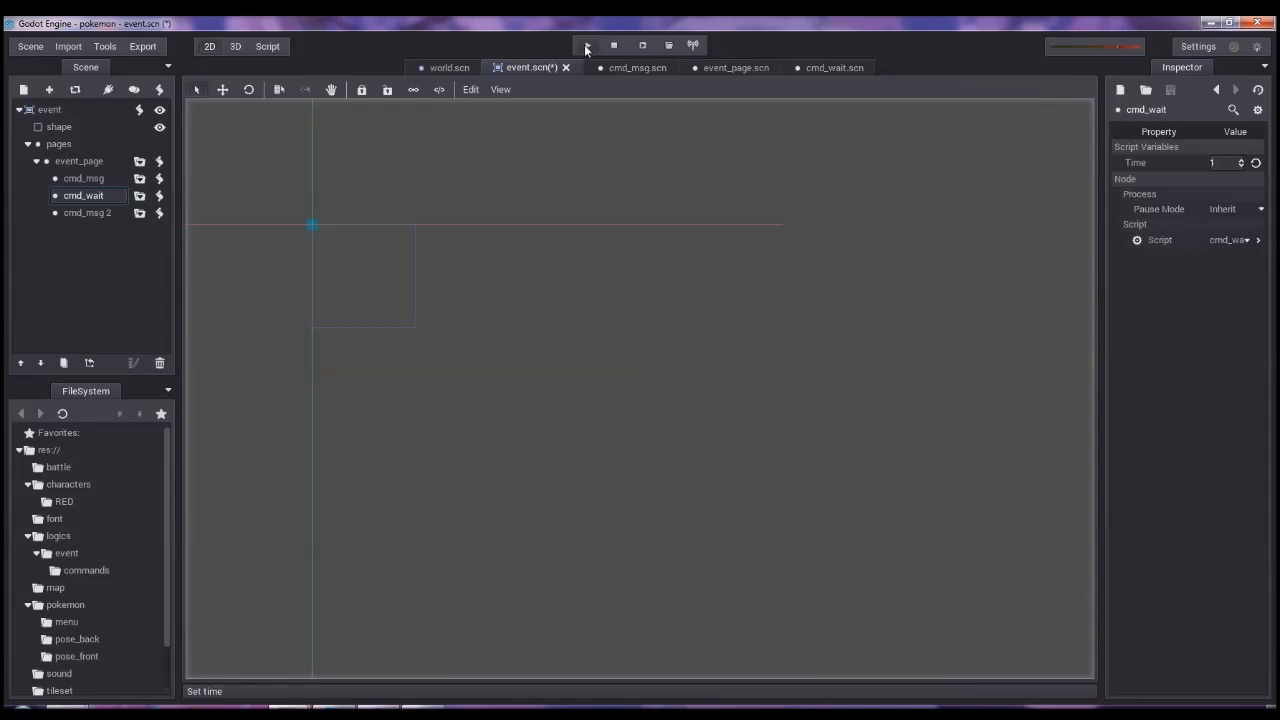 Godot Engine - pokemon - event.scn (*)
Scene Import Tools Export
2D 3D Script
Settings
Scene
world.scn event.scn(*) cmd_msg.scn event_page.scn cmd_wait.scn
Inspector
Edit View
event
shape
pages
event_page
cmd_msg
cmd_wait
cmd_msg 2
cmd_wait
Property Value
Script Variables
Time 1
Node
Process
Pause Mode Inherit
Script
Script cmd_wa
FileSystem
Favorites:
res://
battle
characters
RED
font
logics
event
commands
map
pokemon
menu
pose_back
pose_front
sound
tileset
Set time